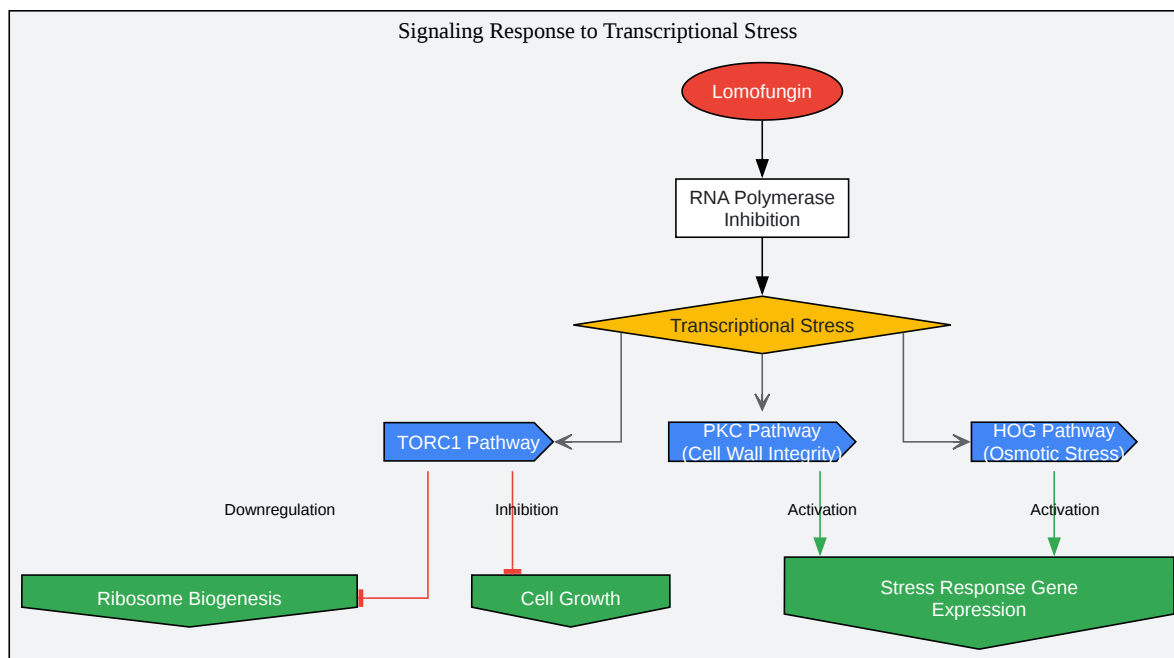 Signaling Response to Transcriptional Stress
Lomofungin
RNA Polymerase
Inhibition
Transcriptional Stress
TORC1 Pathway
PKC Pathway
(Cell Wall Integrity)
HOG Pathway
(Osmotic Stress)
Downregulation
Inhibition
Activation
Activation
Ribosome Biogenesis
Cell Growth
Stress Response Gene
Expression